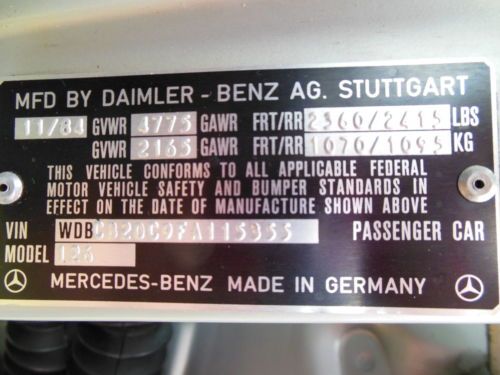 MFD BY DAIMLER - BENZ AG. STUTTGART
11/84 GVWR 4775 GAWR FRT/RR 2360/2415 LBS
GVWR 2165 GAWR FRT/RR 1070/1095 KG
THIS VEHICLE CONFORMS TO ALL APPLICABLE FEDERAL
MOTOR VEHICLE SAFETY AND BUMPER STANDARDS IN
EFFECT ON THE DATE OF MANUFACTURE SHOWN ABOVE
VIN PASSENGER CAR
MODEL 126
MERCEDES-BENZ MADE IN GERMANY